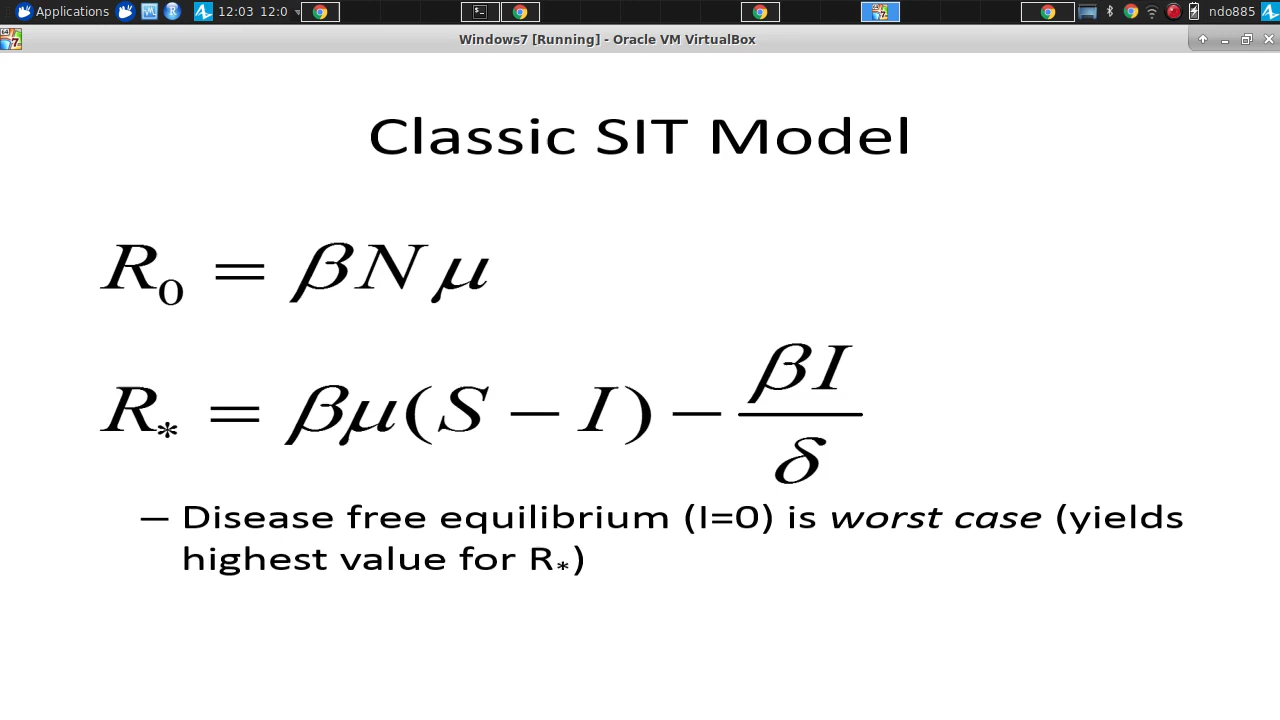 Applications 12:03 12:0 ndo885
Windows7 [Running] - Oracle VM VirtualBox
Classic SIT Model
R₀ = βNμ
R* = βμ(S − I) − βI/δ
— Disease free equilibrium (I=0) is worst case (yields
highest value for R*)